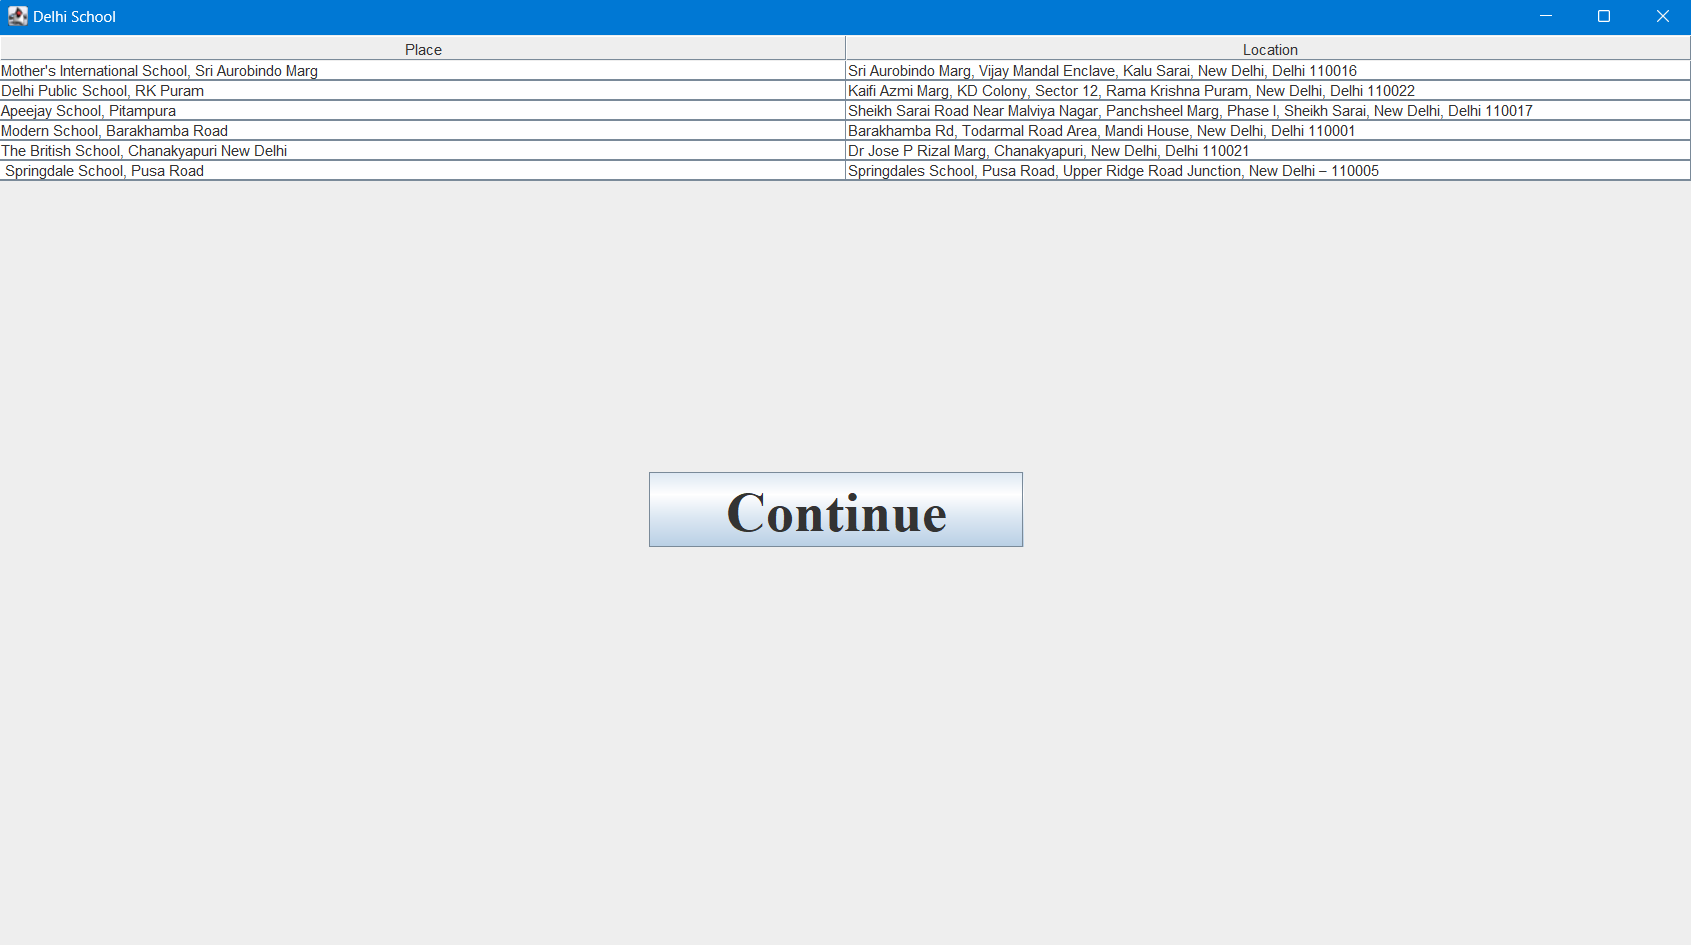 Delhi School
Place Location
Mother's International School, Sri Aurobindo Marg Sri Aurobindo Marg, Vijay Mandal Enclave, Kalu Sarai, New Delhi, Delhi 110016
Delhi Public School, RK Puram Kaifi Azmi Marg, KD Colony, Sector 12, Rama Krishna Puram, New Delhi, Delhi 110022
Apeejay School, Pitampura Sheikh Sarai Road Near Malviya Nagar, Panchsheel Marg, Phase I, Sheikh Sarai, New Delhi, Delhi 110017
Modern School, Barakhamba Road Barakhamba Rd, Todarmal Road Area, Mandi House, New Delhi, Delhi 110001
The British School, Chanakyapuri New Delhi Dr Jose P Rizal Marg, Chanakyapuri, New Delhi, Delhi 110021
Springdale School, Pusa Road Springdales School, Pusa Road, Upper Ridge Road Junction, New Delhi – 110005
Continue